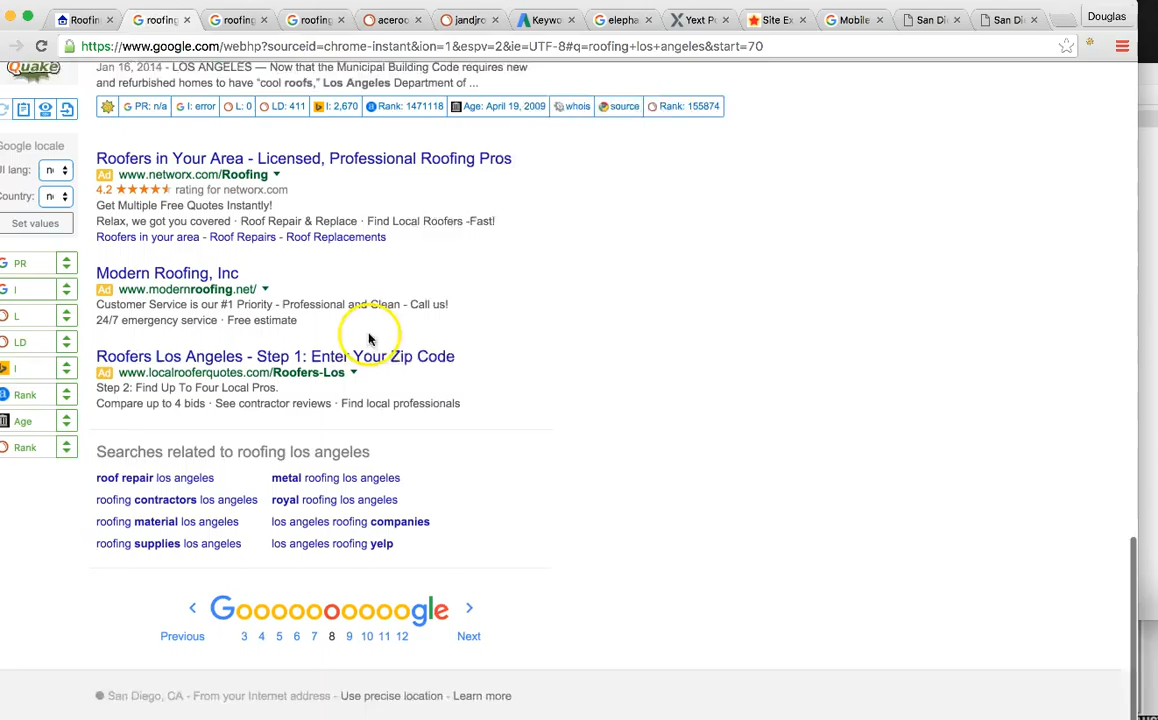 Roofin
roofing
roofing
roofing
aceroc
jandjro
Keywo
elepha
Yext P
Site Ex
Mobile
San Di
San Di
Douglas
https://www.google.com/webhp?sourceid=chrome-instant&ion=1&espv=2&ie=UTF-8#q=roofing+los+angeles&start=70
Quake
Jan 16, 2014 - LOS ANGELES — Now that the Municipal Building Code requires new
and refurbished homes to have “cool roofs,” Los Angeles Department of ...
PR: n/a I: error L: 0 LD: 411 I: 2,670 Rank: 1471118 Age: April 19, 2009 whois source Rank: 155874
Google locale
I lang: n
Country: n
Set values
PR
I
L
LD
I
Rank
Age
Rank
Roofers in Your Area - Licensed, Professional Roofing Pros
Ad www.networx.com/Roofing
4.2 ★★★★★ rating for networx.com
Get Multiple Free Quotes Instantly!
Relax, we got you covered · Roof Repair & Replace · Find Local Roofers -Fast!
Roofers in your area - Roof Repairs - Roof Replacements
Modern Roofing, Inc
Ad www.modernroofing.net/
Customer Service is our #1 Priority - Professional and Clean - Call us!
24/7 emergency service · Free estimate
Roofers Los Angeles - Step 1: Enter Your Zip Code
Ad www.localrooferquotes.com/Roofers-Los
Step 2: Find Up To Four Local Pros.
Compare up to 4 bids · See contractor reviews · Find local professionals
Searches related to roofing los angeles
roof repair los angeles
metal roofing los angeles
roofing contractors los angeles
royal roofing los angeles
roofing material los angeles
los angeles roofing companies
roofing supplies los angeles
los angeles roofing yelp
Goooooooooogle
Previous 3 4 5 6 7 8 9 10 11 12 Next
San Diego, CA - From your Internet address - Use precise location - Learn more